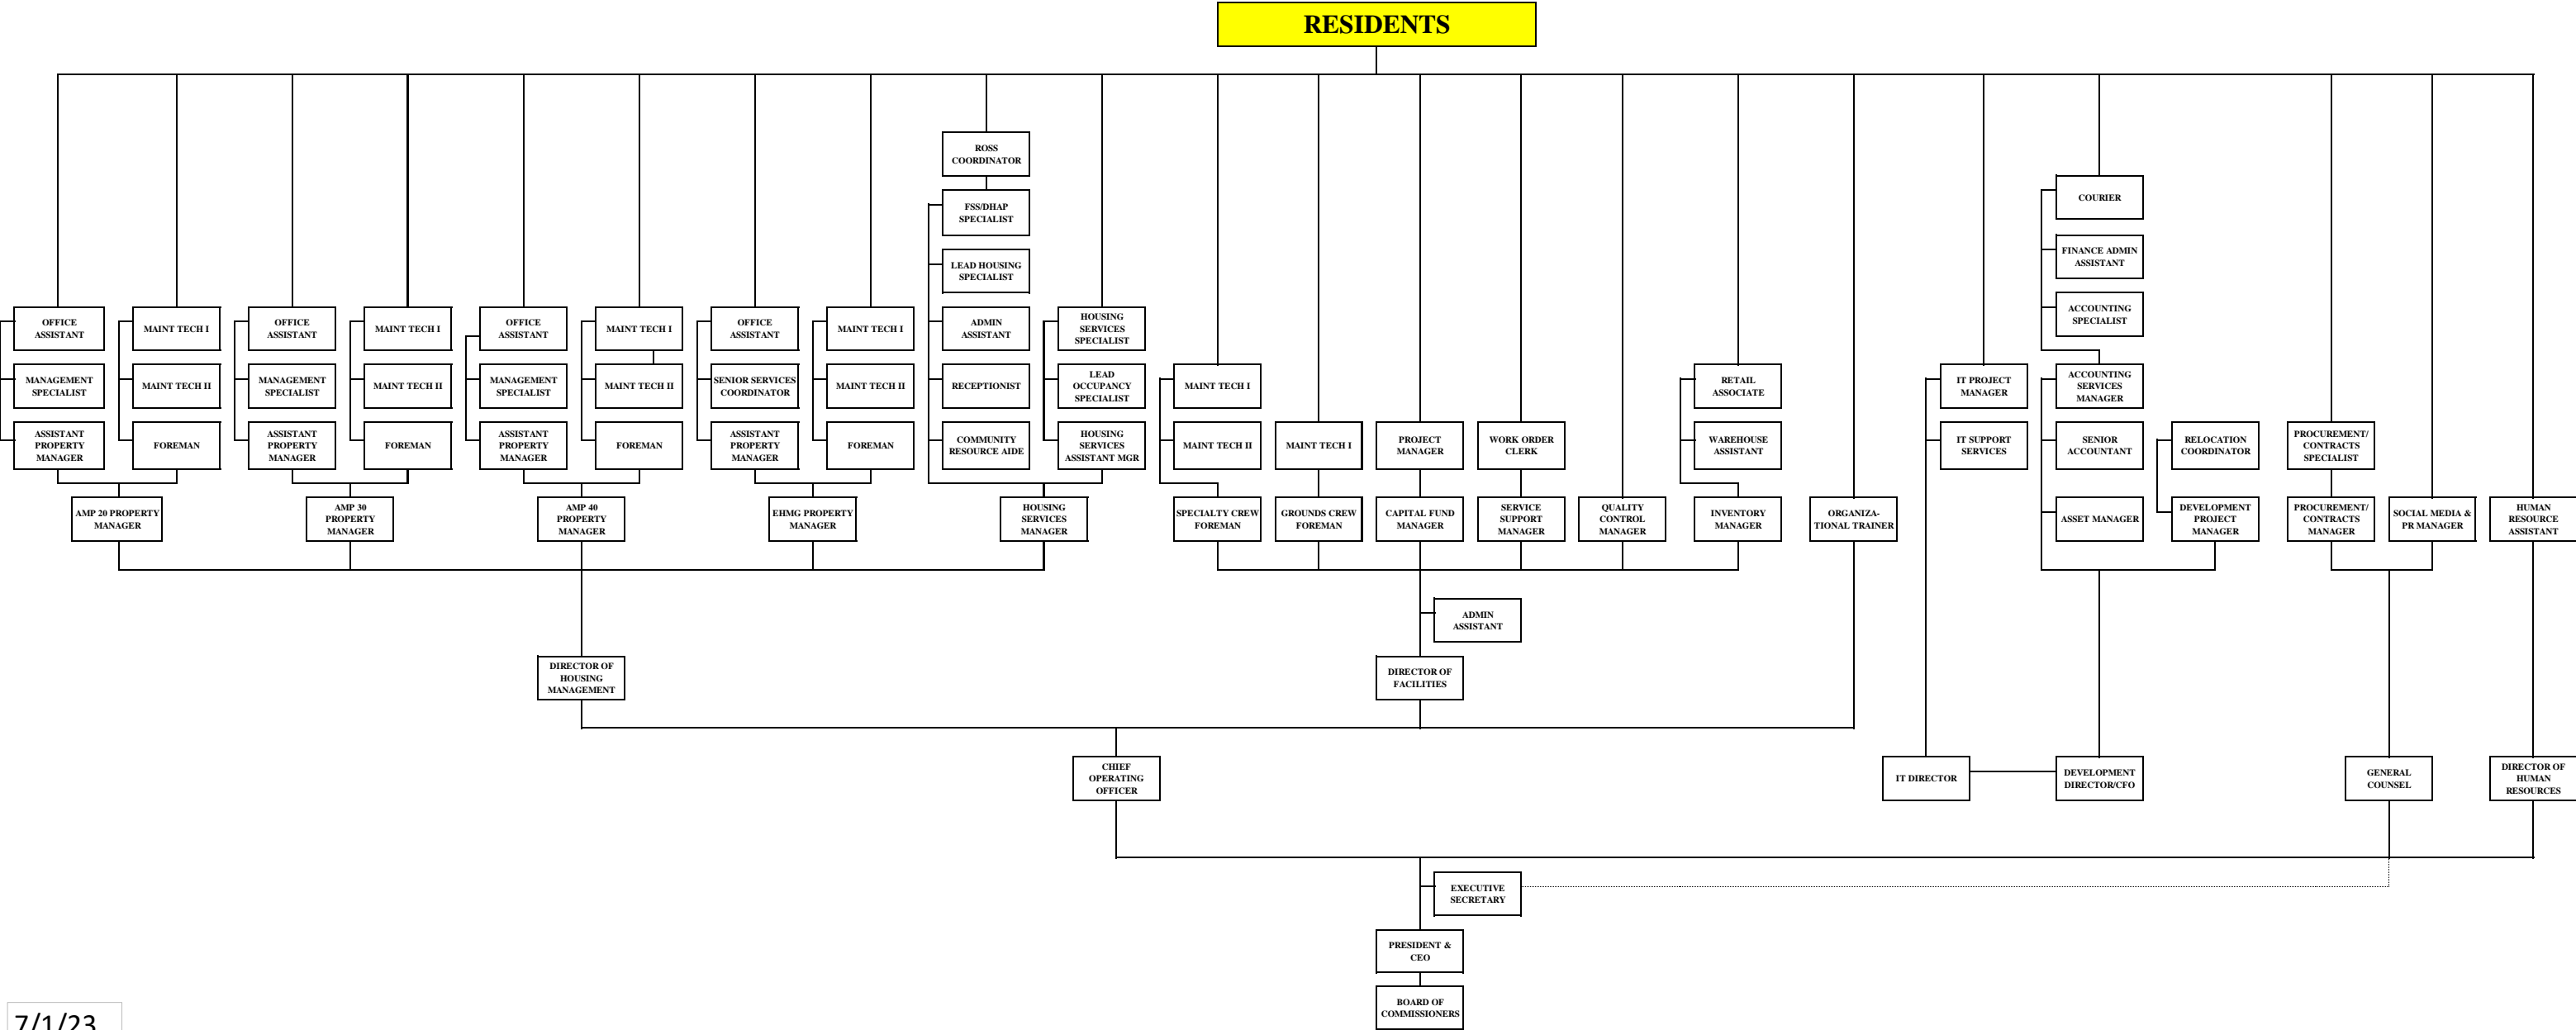 RESIDENTS
ROSS
COORDINATOR
COURIER
FSS/DHAP
SPECIALIST
FINANCE ADMIN
ASSISTANT
LEAD HOUSING
SPECIALIST
ACCOUNTING
SPECIALIST
OFFICE
ASSISTANT
MAINT TECH I
OFFICE
ASSISTANT
MAINT TECH I
OFFICE
ASSISTANT
MAINT TECH I
OFFICE
ASSISTANT
MAINT TECH I
ADMIN
ASSISTANT
HOUSING
SERVICES
SPECIALIST
MANAGEMENT
SPECIALIST
MAINT TECH II
MANAGEMENT
SPECIALIST
MAINT TECH II
MANAGEMENT
SPECIALIST
MAINT TECH II
SENIOR SERVICES
COORDINATOR
MAINT TECH II
RECEPTIONIST
LEAD
OCCUPANCY
SPECIALIST
MAINT TECH I
RETAIL
ASSOCIATE
IT PROJECT
MANAGER
ACCOUNTING
SERVICES
MANAGER
ASSISTANT
PROPERTY
MANAGER
FOREMAN
ASSISTANT
PROPERTY
MANAGER
FOREMAN
ASSISTANT
PROPERTY
MANAGER
FOREMAN
ASSISTANT
PROPERTY
MANAGER
FOREMAN
COMMUNITY
RESOURCE AIDE
HOUSING
SERVICES
ASSISTANT MGR
MAINT TECH II
MAINT TECH I
PROJECT
MANAGER
WORK ORDER
CLERK
WAREHOUSE
ASSISTANT
IT SUPPORT
SERVICES
SENIOR
ACCOUNTANT
RELOCATION
COORDINATOR
PROCUREMENT/
CONTRACTS
SPECIALIST
AMP 20 PROPERTY
MANAGER
AMP 30
PROPERTY
MANAGER
AMP 40
PROPERTY
MANAGER
EHMG PROPERTY
MANAGER
HOUSING
SERVICES
MANAGER
SPECIALTY CREW
FOREMAN
GROUNDS CREW
FOREMAN
CAPITAL FUND
MANAGER
SERVICE
SUPPORT
MANAGER
QUALITY
CONTROL
MANAGER
INVENTORY
MANAGER
ORGANIZA-
TIONAL TRAINER
ASSET MANAGER
DEVELOPMENT
PROJECT
MANAGER
PROCUREMENT/
CONTRACTS
MANAGER
SOCIAL MEDIA &
PR MANAGER
HUMAN
RESOURCE
ASSISTANT
ADMIN
ASSISTANT
DIRECTOR OF
HOUSING
MANAGEMENT
DIRECTOR OF
FACILITIES
CHIEF
OPERATING
OFFICER
IT DIRECTOR
DEVELOPMENT
DIRECTOR/CFO
GENERAL
COUNSEL
DIRECTOR OF
HUMAN
RESOURCES
EXECUTIVE
SECRETARY
PRESIDENT &
CEO
BOARD OF
COMMISSIONERS
7/1/23